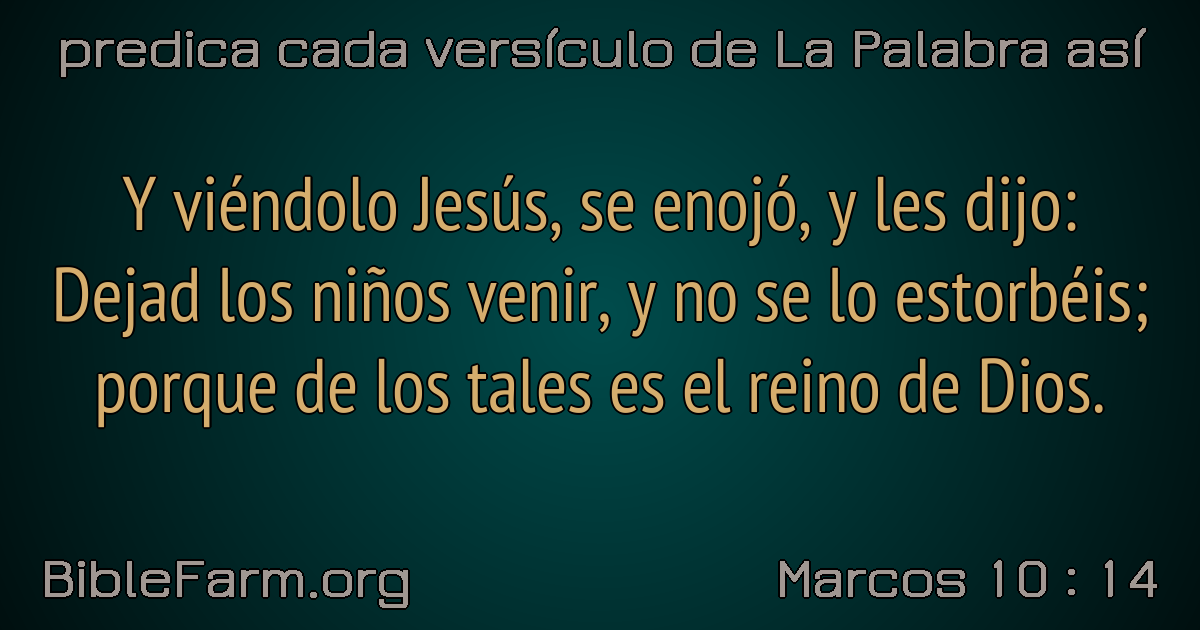 predica cada versículo de La Palabra así
Y viéndolo Jesús, se enojó, y les dijo:
Dejad los niños venir, y no se lo estorbéis;
porque de los tales es el reino de Dios.
BibleFarm.org
Marcos 10 : 14